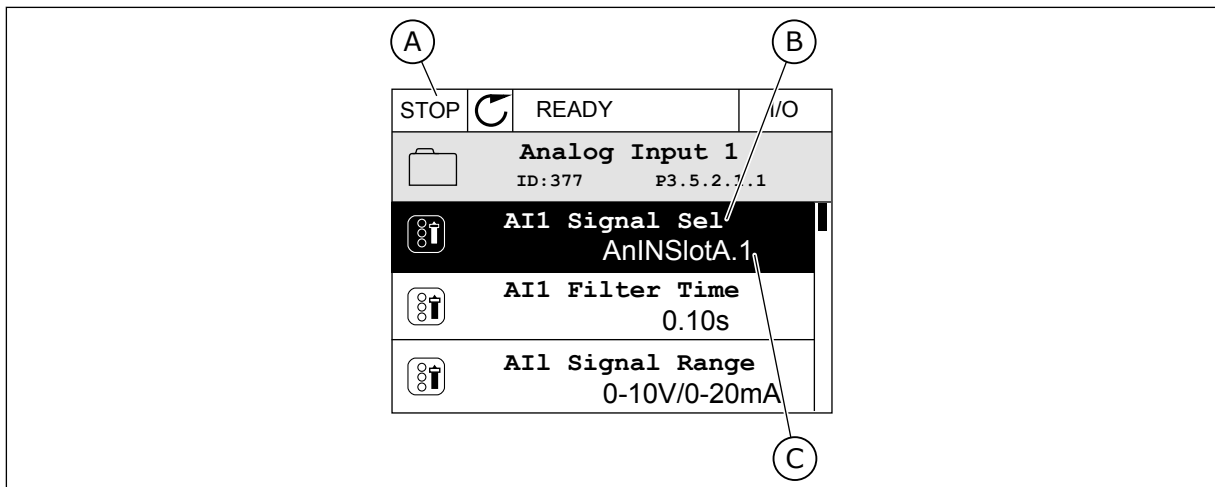 A B
STOP READY I/O
Analog Input 1
ID:377 P3.5.2.1.1
AI1 Signal Sel
AnINSlotA.1
AI1 Filter Time
0.10s
AIl Signal Range
0-10V/0-20mA
C